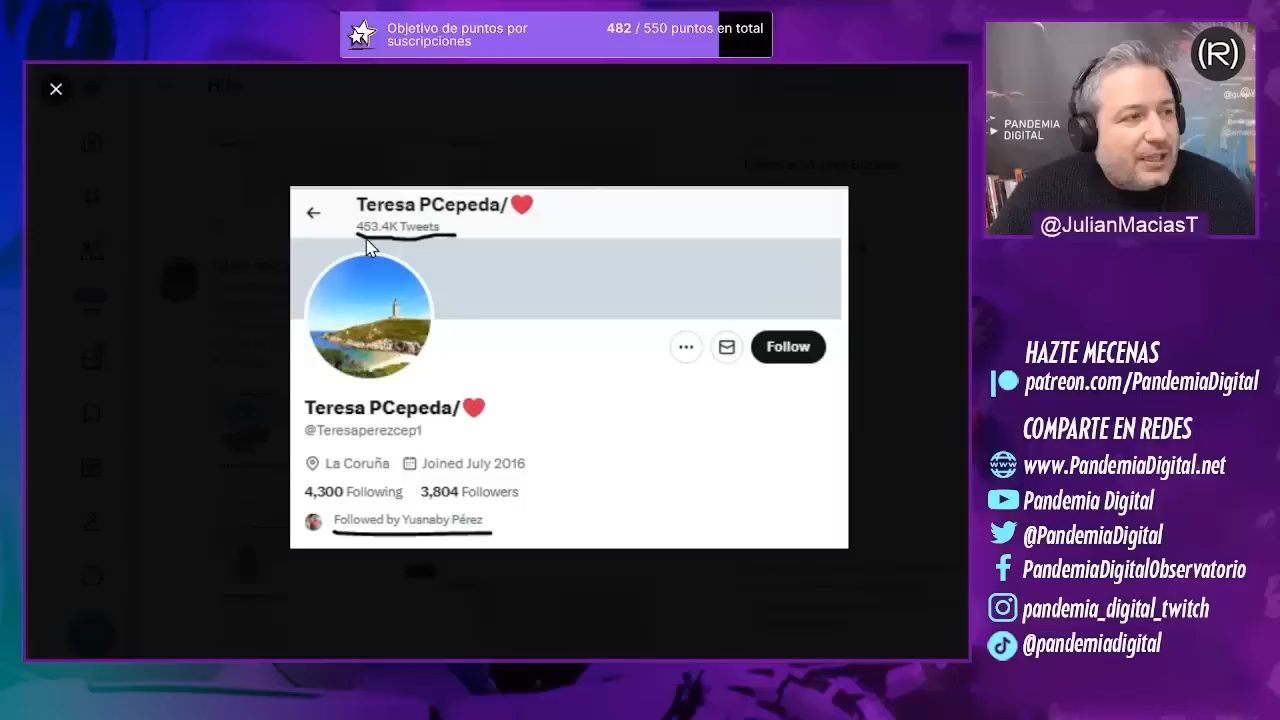 Objetivo de puntos por
suscripciones
482 / 550 puntos en total
Teresa PCepeda/
453.4K Tweets
Follow
Teresa PCepeda/
@Teresaperezcep1
La Coruña Joined July 2016
4,300 Following 3,804 Followers
Followed by Yusnaby Pérez
(R)
PANDEMIA
DIGITAL
@JulianMaciasT
HAZTE MECENAS
patreon.com/PandemiaDigital
COMPARTE EN REDES
www.PandemiaDigital.net
Pandemia Digital
@PandemiaDigital
PandemiaDigitalObservatorio
pandemia_digital_twitch
@pandemiadigital